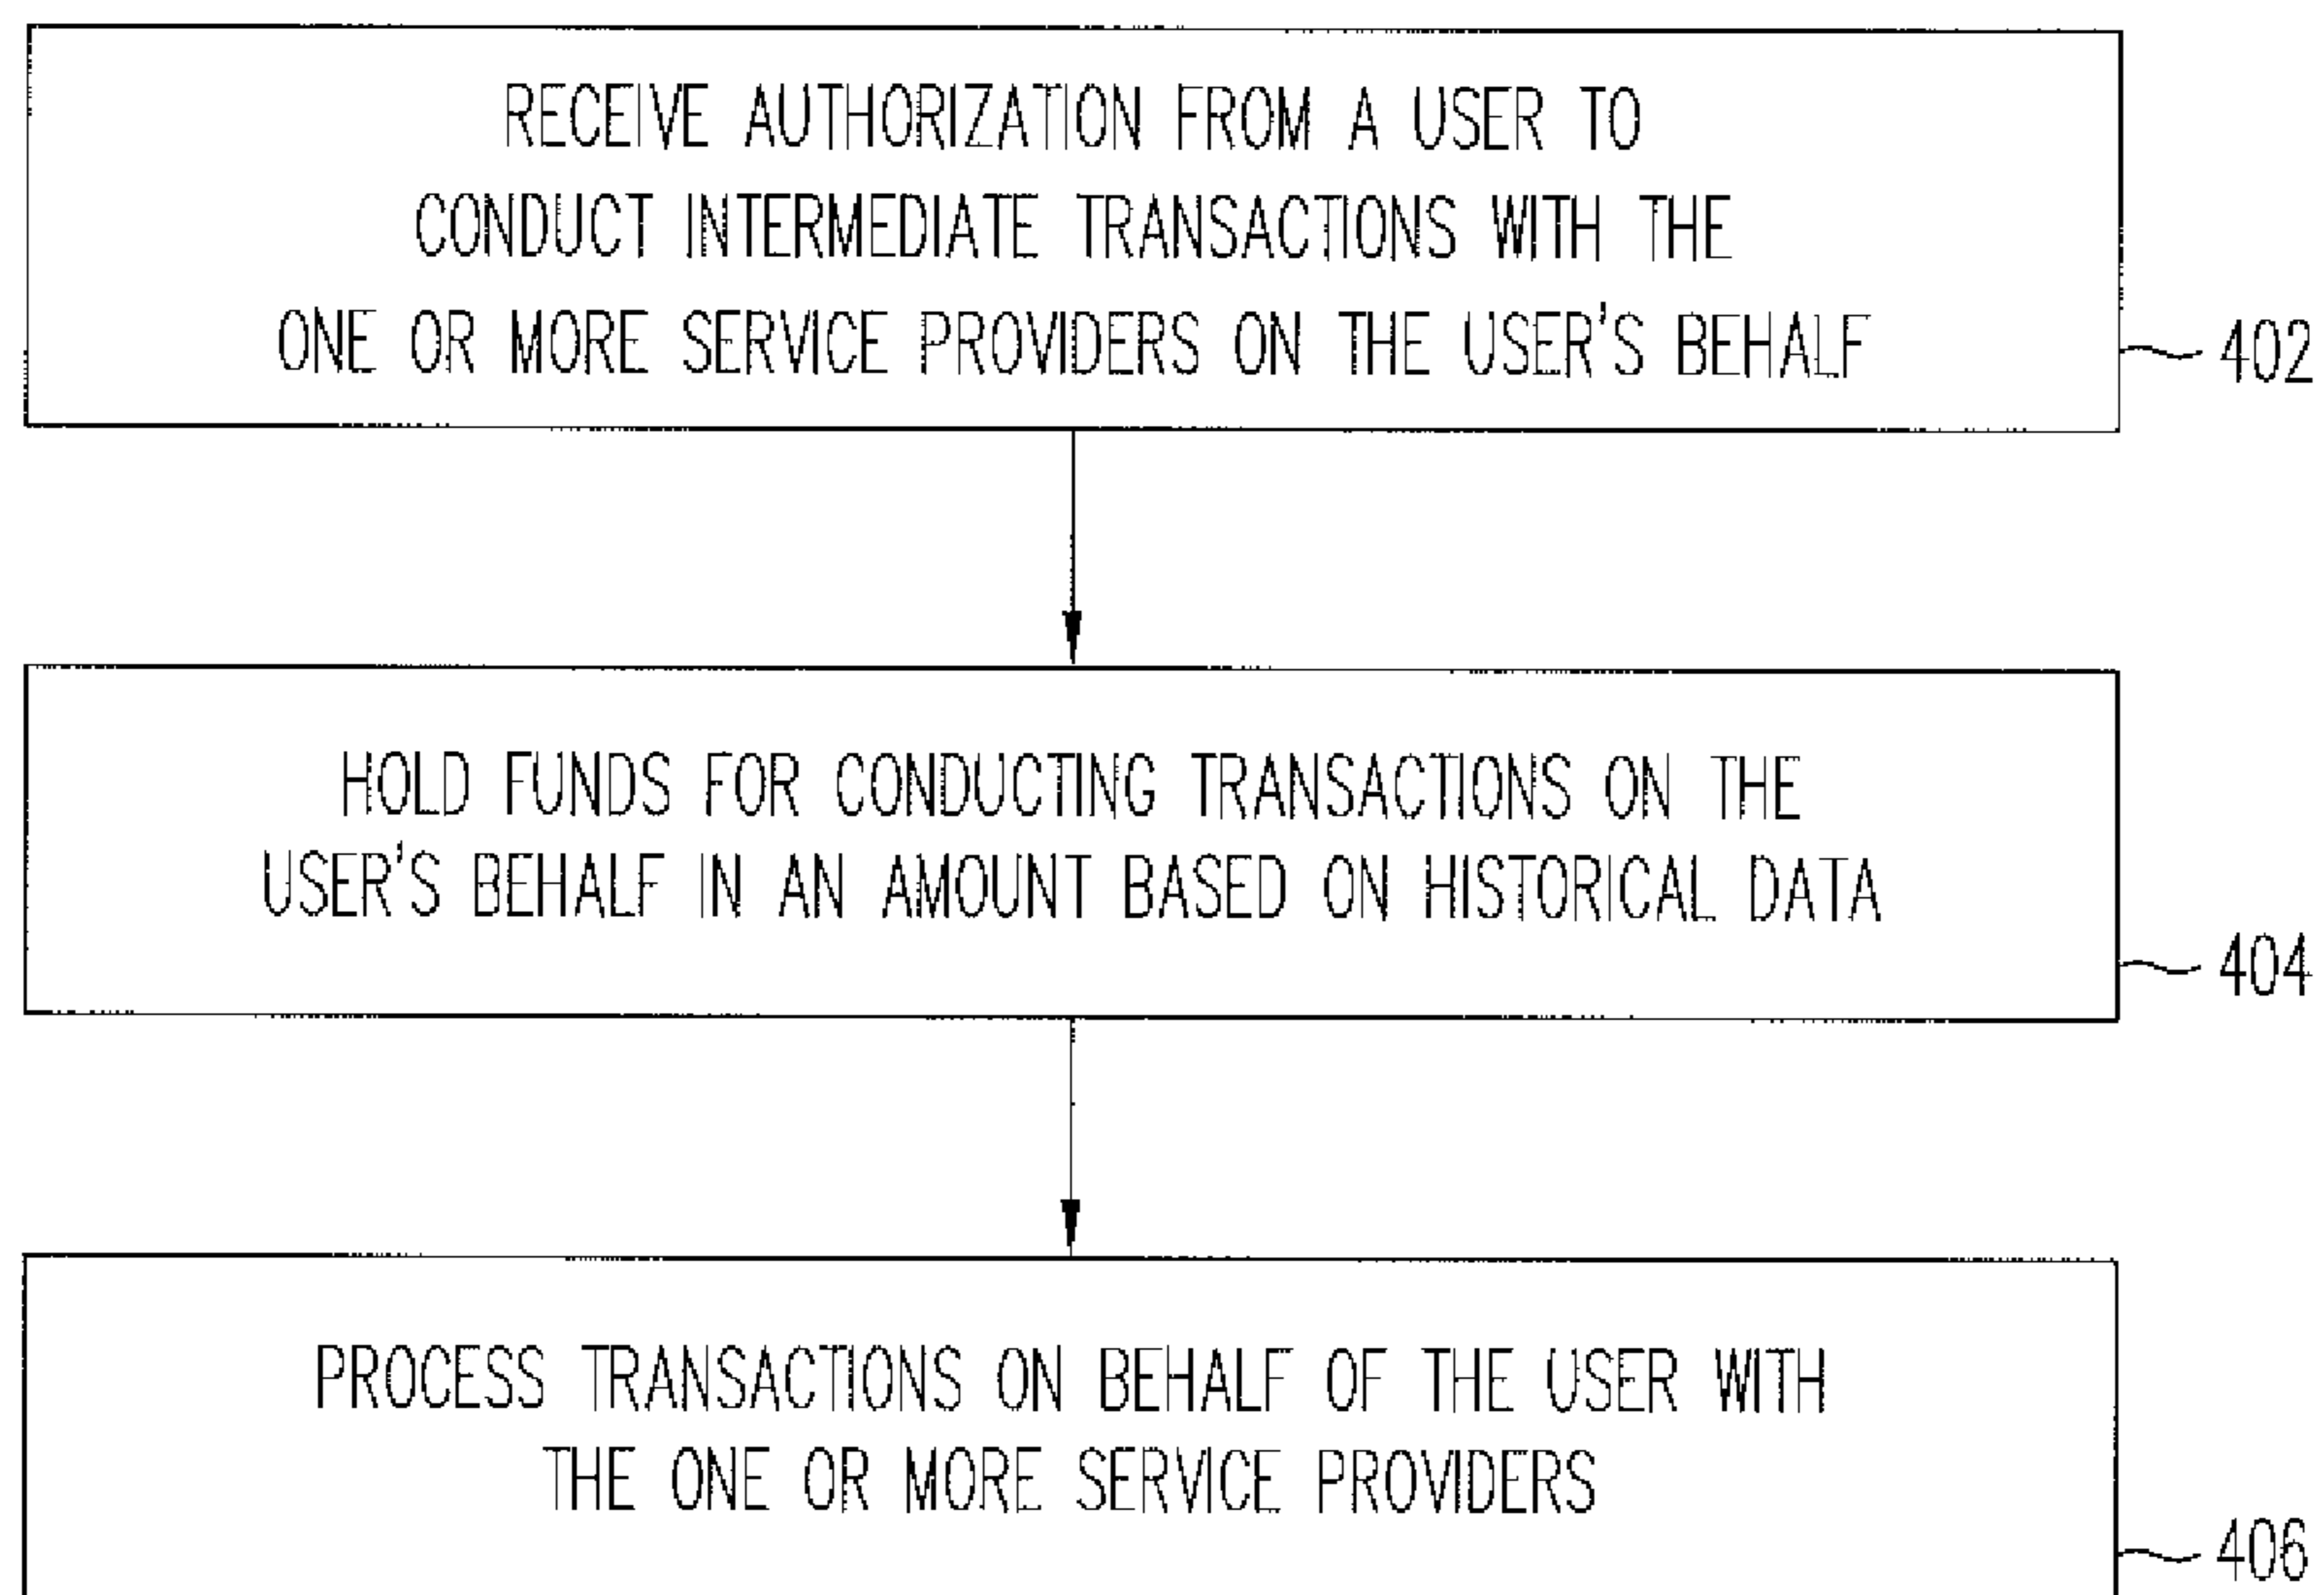 RECEIVE AUTHORIZATION FROM A USER TO
CONDUCT INTERMEDIATE TRANSACTIONS WITH THE
ONE OR MORE SERVICE PROVIDERS ON THE USER'S BEHALF
402
HOLD FUNDS FOR CONDUCTING TRANSACTIONS ON THE
USER'S BEHALF IN AN AMOUNT BASED ON HISTORICAL DATA
404
PROCESS TRANSACTIONS ON BEHALF OF THE USER WITH
THE ONE OR MORE SERVICE PROVIDERS
406